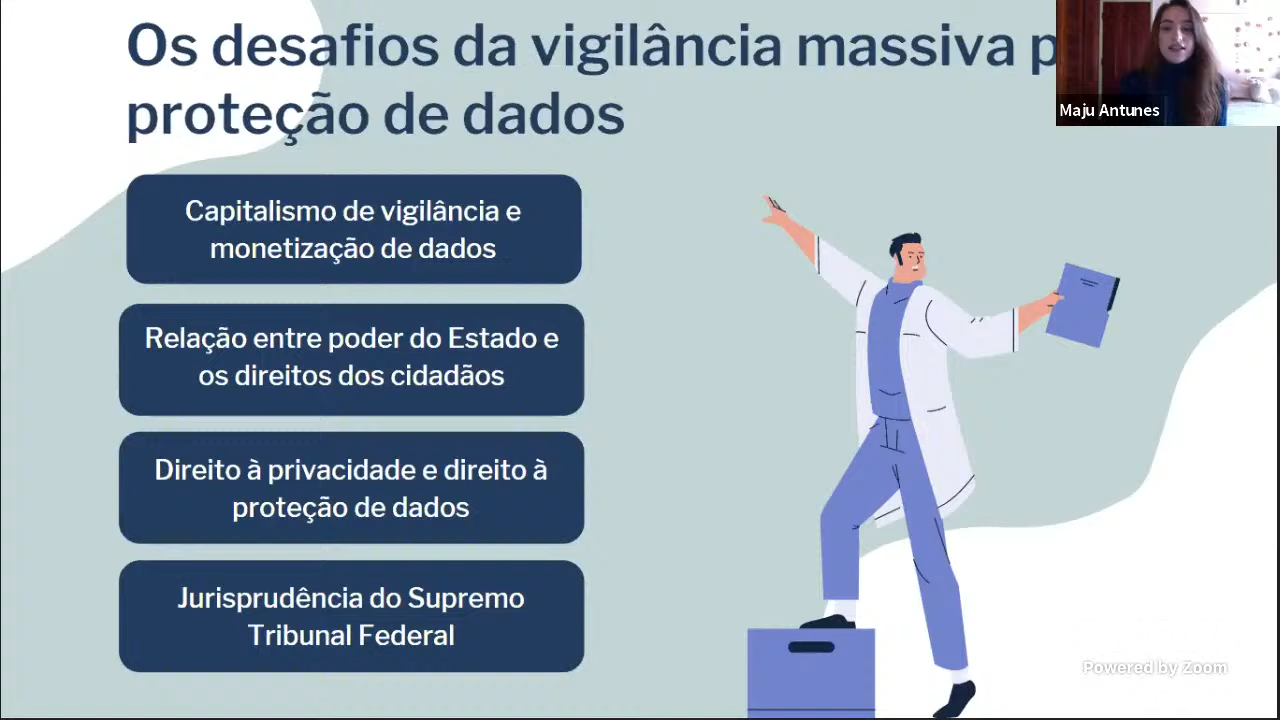 Os desafios da vigilância massiva p
proteção de dados
Maju Antunes
Capitalismo de vigilância e
monetização de dados
Relação entre poder do Estado e
os direitos dos cidadãos
Direito à privacidade e direito à
proteção de dados
Jurisprudência do Supremo
Tribunal Federal
Powered by Zoom